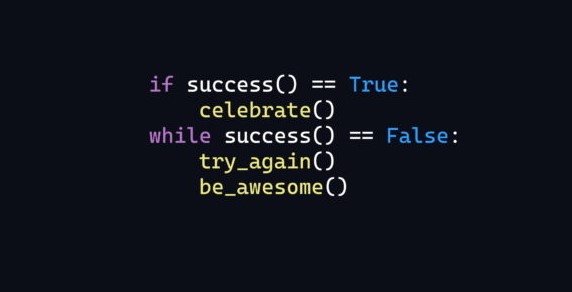 if success() == True:
    celebrate()
while success() == False:
    try_again()
    be_awesome()